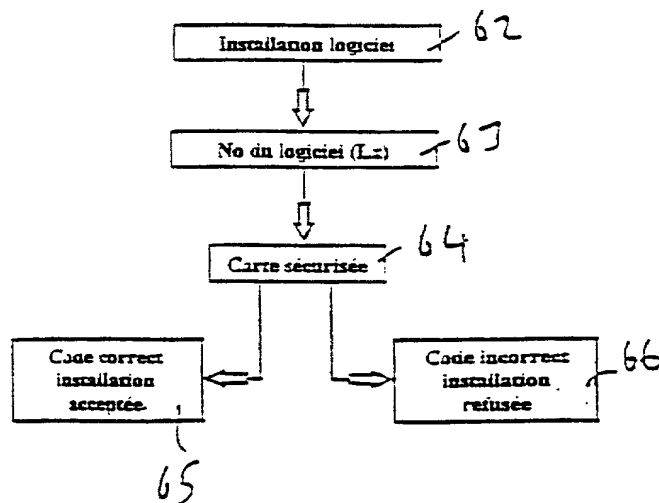 Installation logiciel
62
No du logiciel (Lx)
63
Carte sécurisée
64
Code correct
installation
acceptée
65
Code incorrect
installation
refusée
66